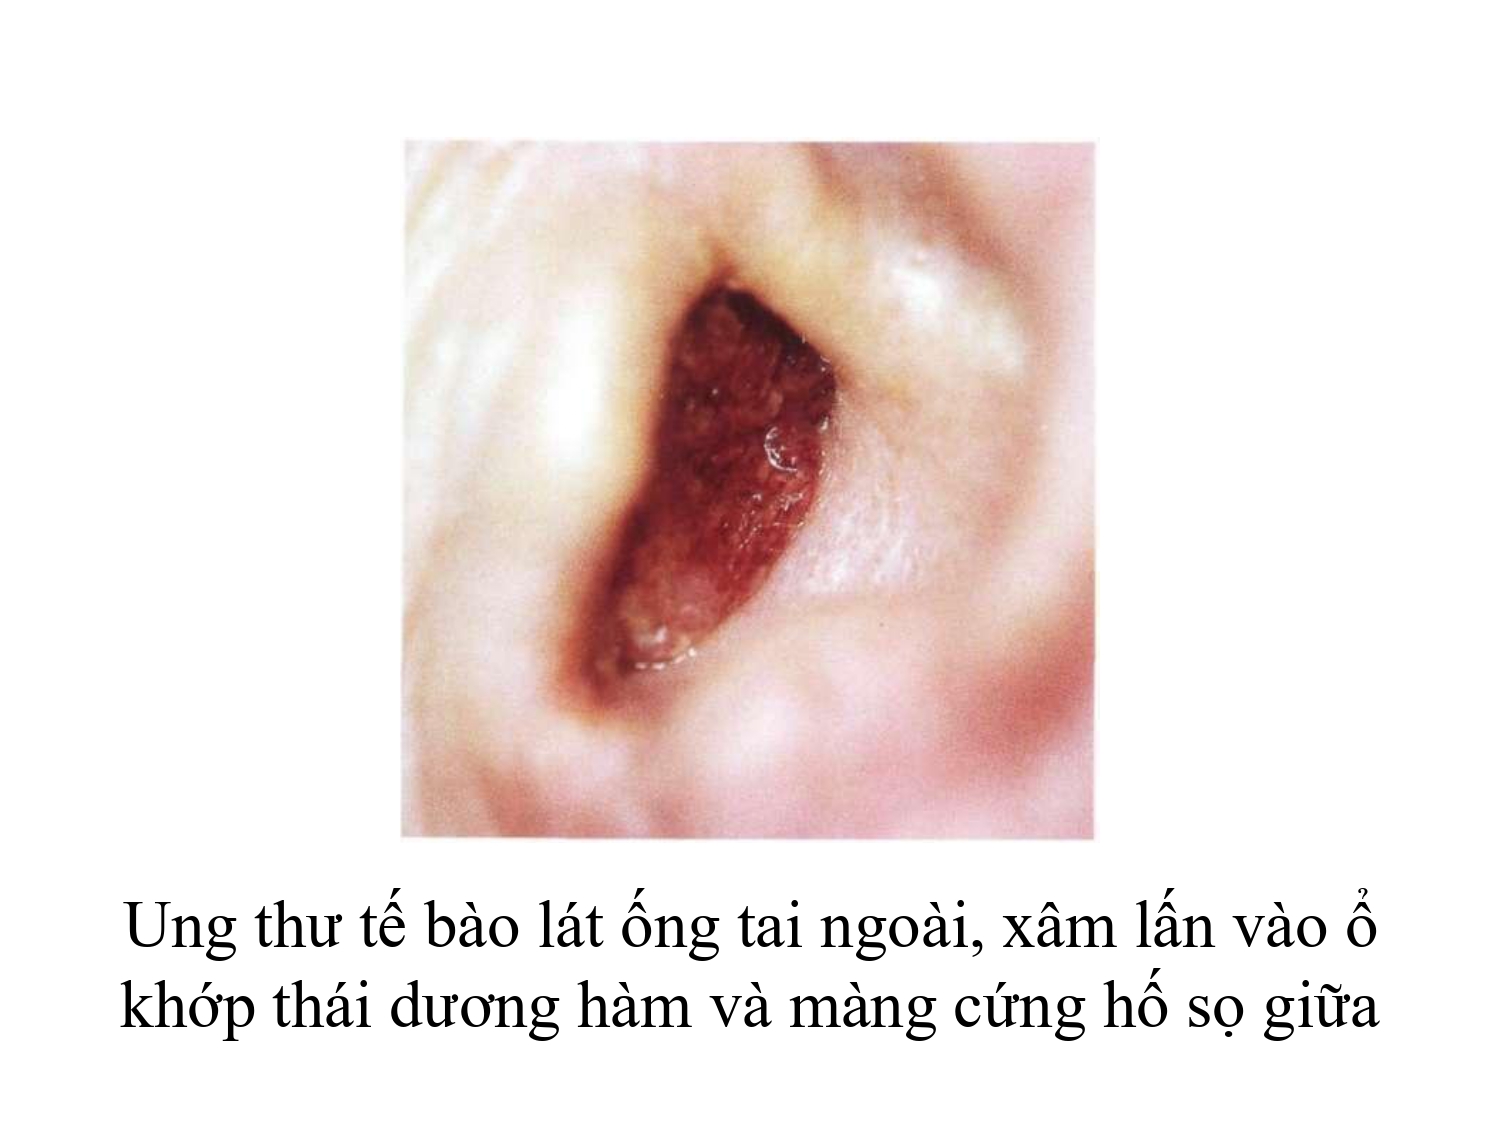 Ung thư tế bào lát ống tai ngoài, xâm lấn vào ổ
khớp thái dương hàm và màng cứng hố sọ giữa